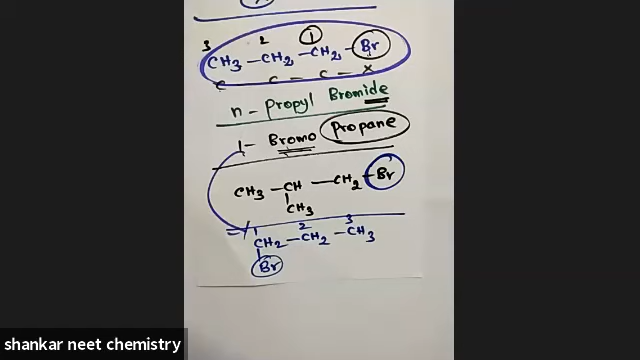 3 2 1
CH3 - CH2 - CH2 - Br
C C - C - X
n - Propyl Bromide
1 - Bromo Propane
CH3 - CH - CH2 - Br
CH3
1 2 3
CH2 - CH2 - CH3
Br
shankar neet chemistry